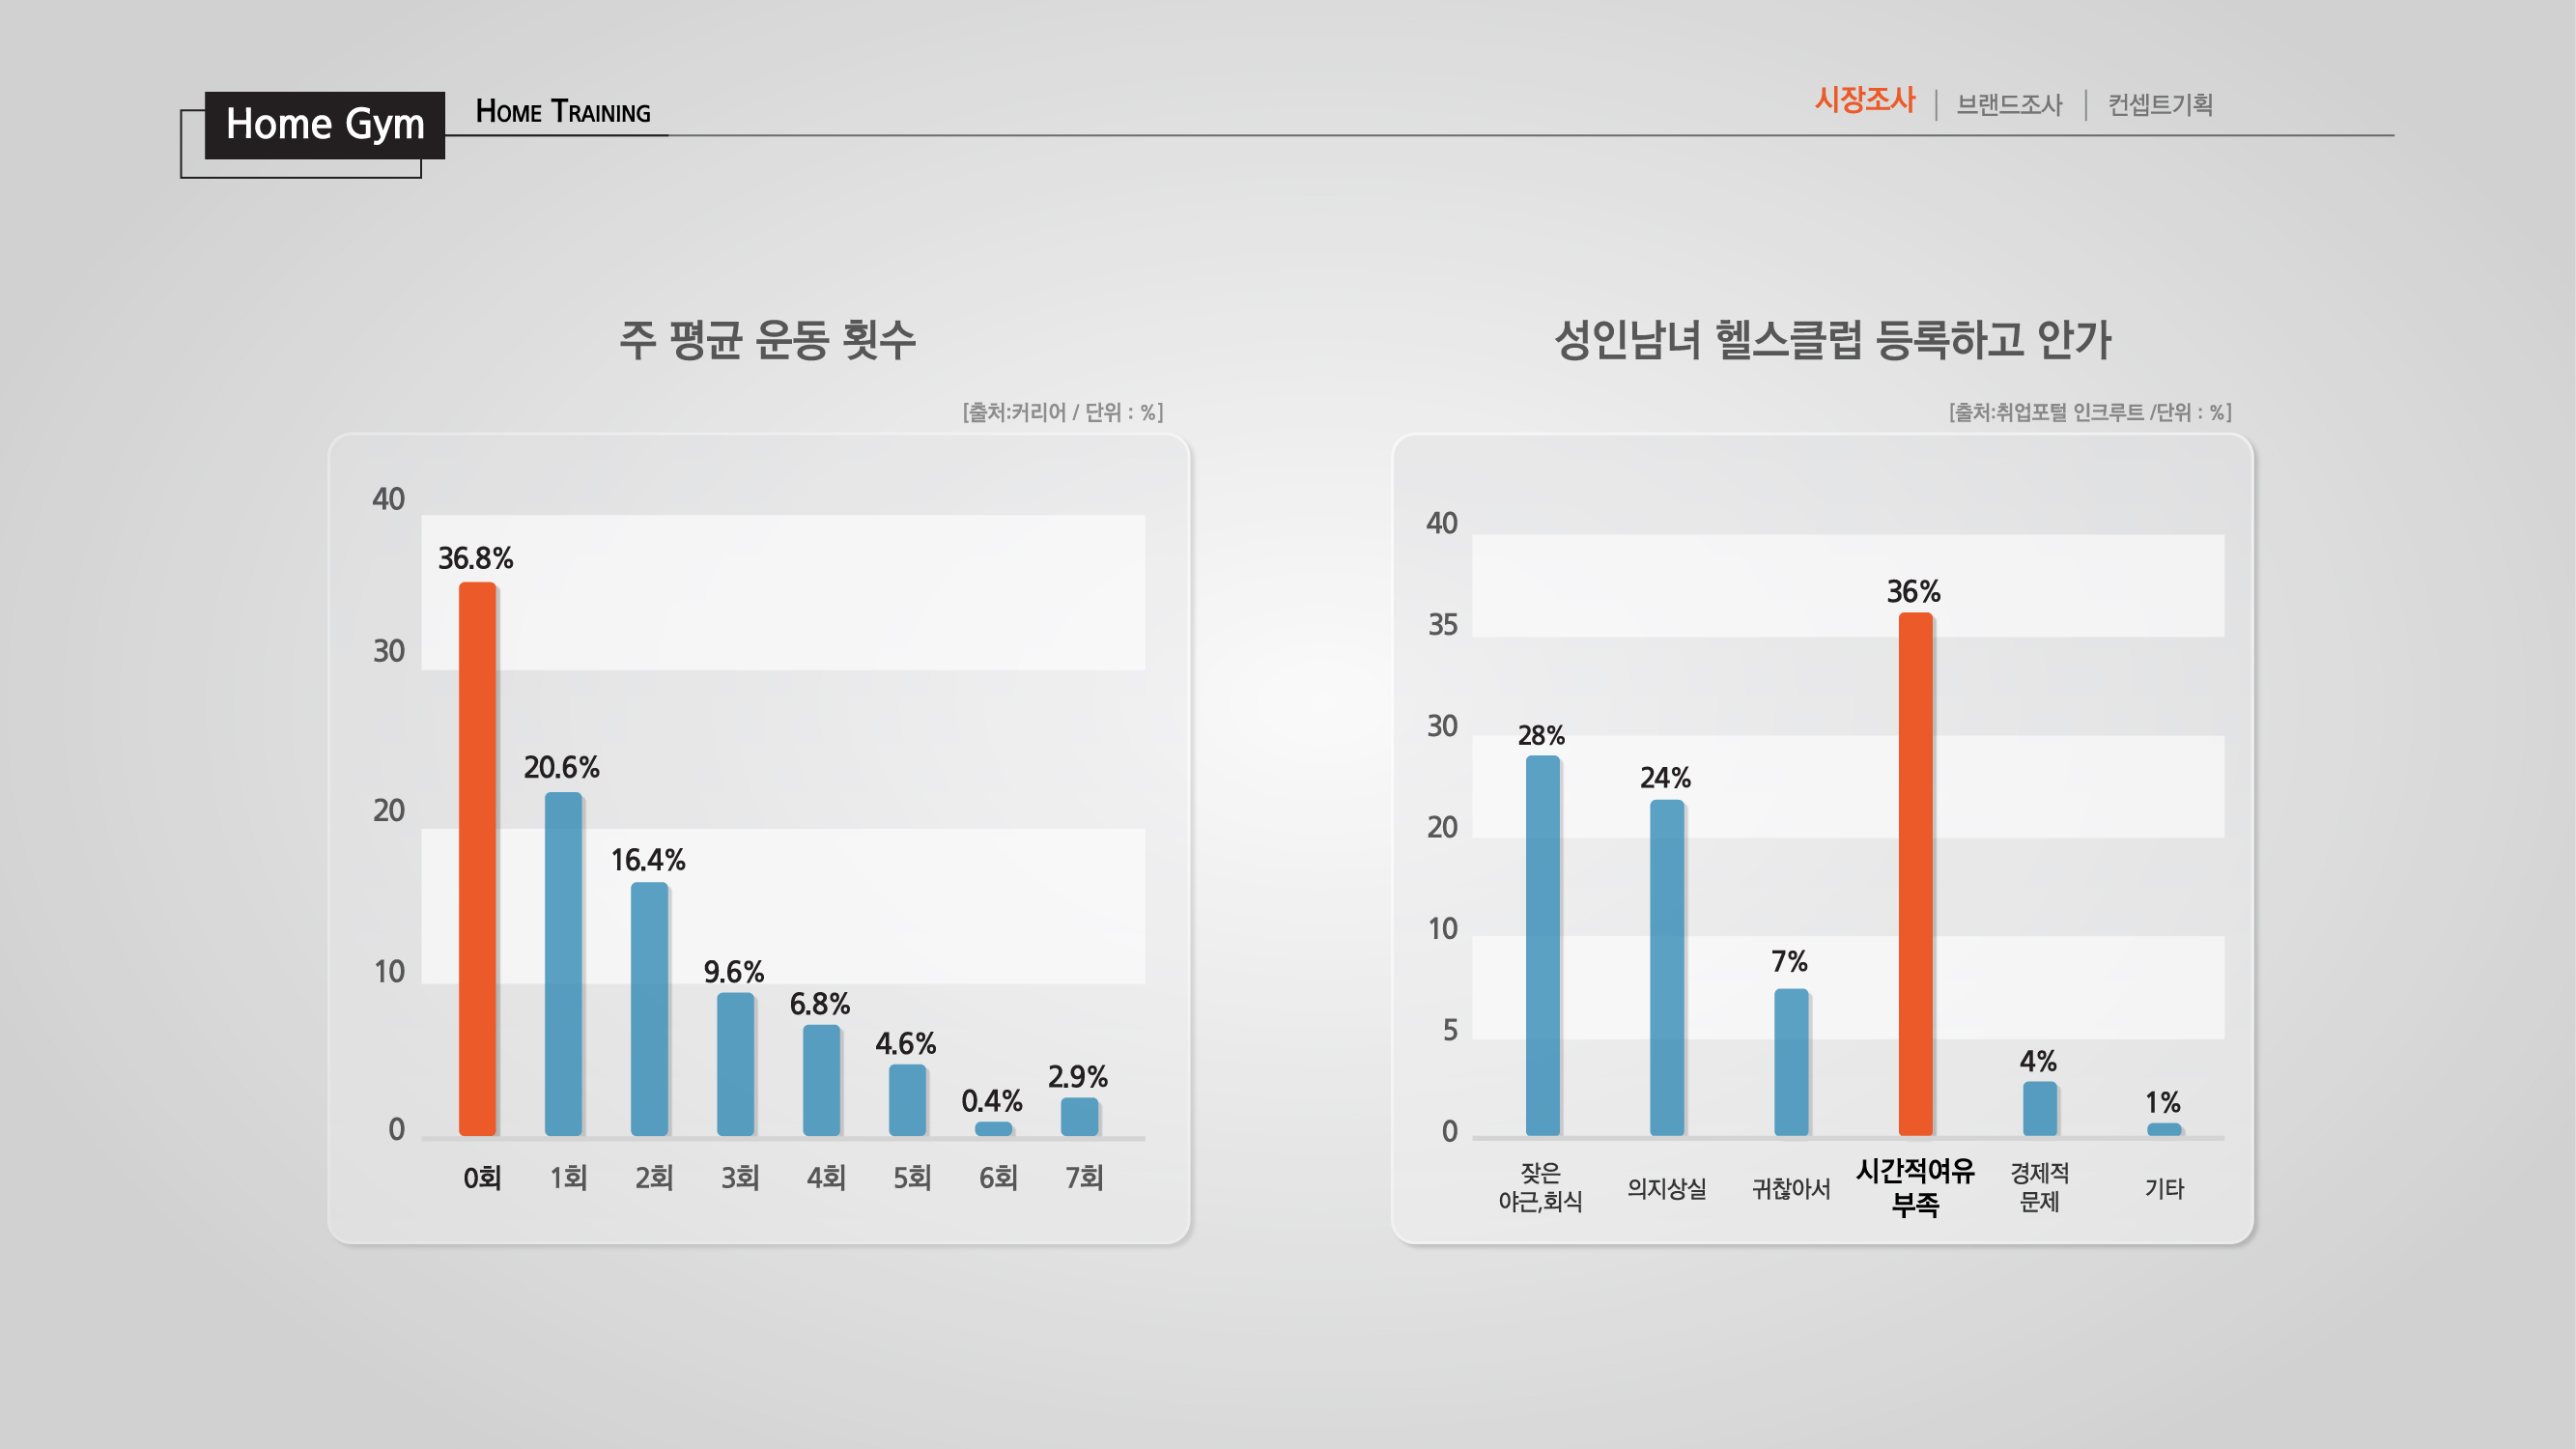 Home Gym
HOME TRAINING
시장조사 | 브랜드조사 | 컨셉트기획
주 평균 운동 횟수
[출처:커리어 / 단위 : %]
40
30
20
10
0
36.8%
20.6%
16.4%
9.6%
6.8%
4.6%
0.4%
2.9%
0회 1회 2회 3회 4회 5회 6회 7회
성인남녀 헬스클럽 등록하고 안가
[출처:취업포털 인크루트 /단위 : %]
40
35
30
20
10
5
0
28%
24%
7%
36%
4%
1%
잦은
야근,회식
의지상실
귀찮아서
시간적여유
부족
경제적
문제
기타